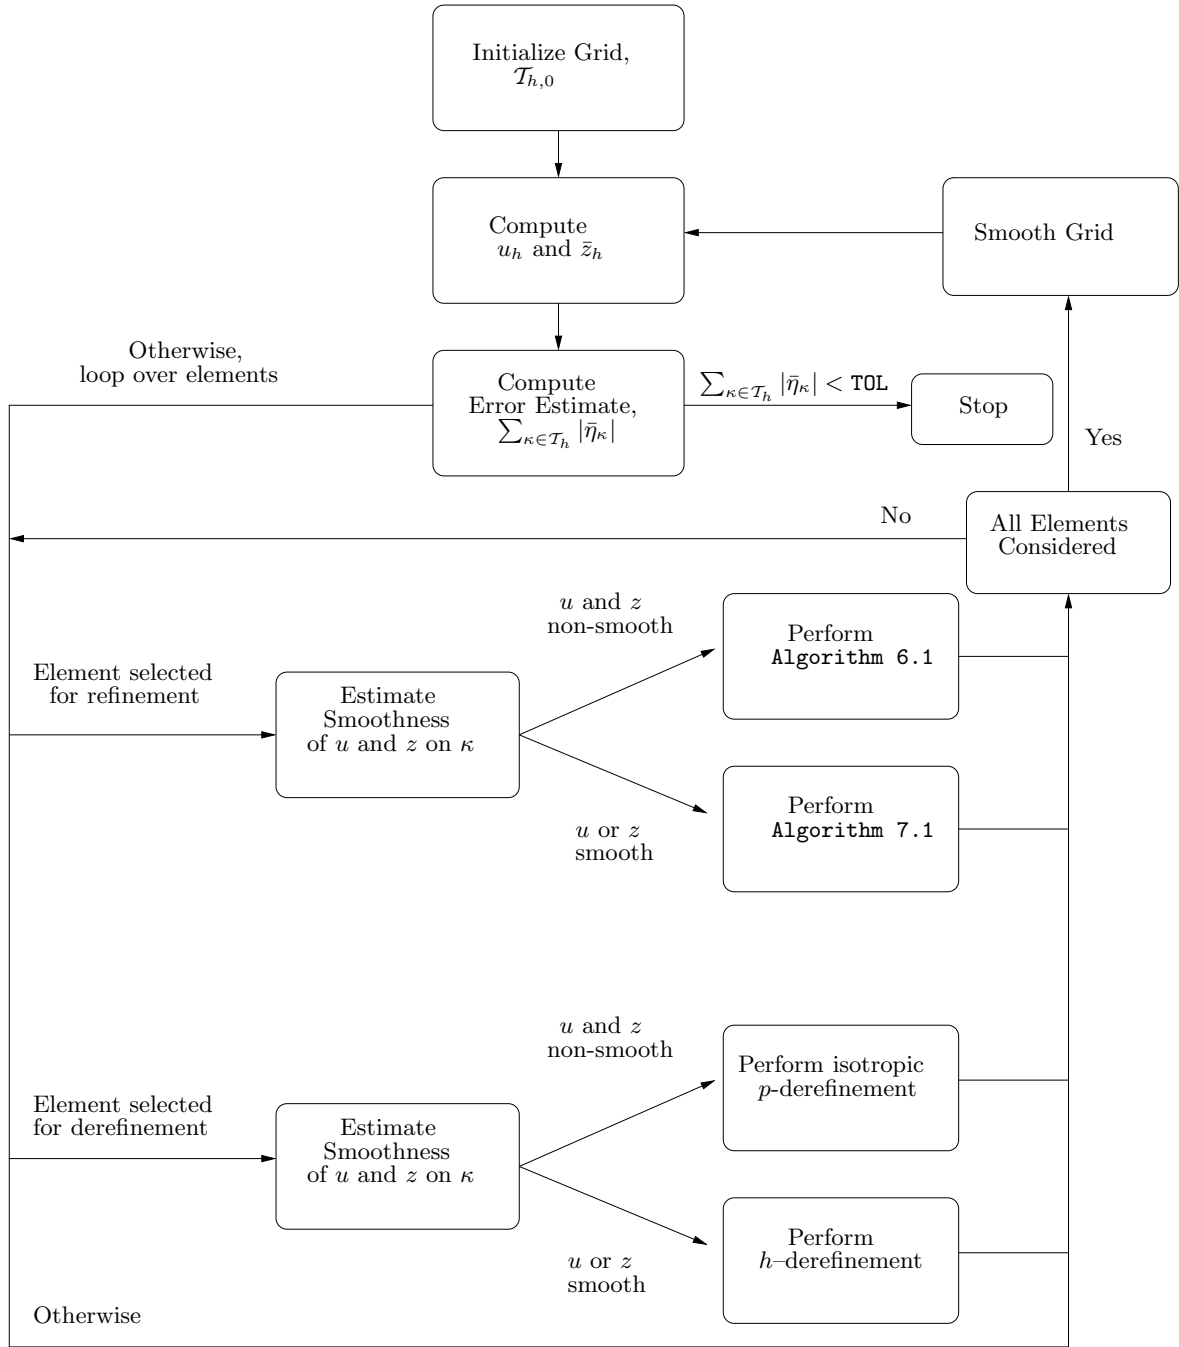 Initialize Grid,
𝒯h,0
Compute
uh and z̄h
Smooth Grid
Otherwise,
loop over elements
Compute
Error Estimate,
∑κ∈𝒯h |η̄κ|
∑κ∈𝒯h |η̄κ| < TOL
Stop
Yes
No
All Elements
Considered
u and z
non-smooth
Perform
Algorithm 6.1
Element selected
for refinement
Estimate
Smoothness
of u and z on κ
u or z
smooth
Perform
Algorithm 7.1
u and z
non-smooth
Perform isotropic
p-derefinement
Element selected
for derefinement
Estimate
Smoothness
of u and z on κ
u or z
smooth
Perform
h–derefinement
Otherwise